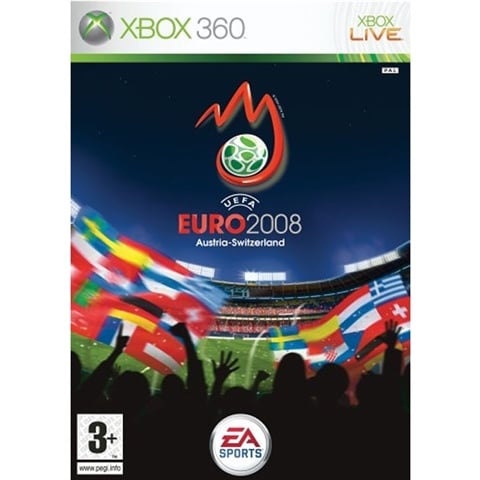 XBOX 360
XBOX
LIVE
PAL
UEFA
EURO2008
Austria-Switzerland
3+
www.pegi.info
EA
SPORTS